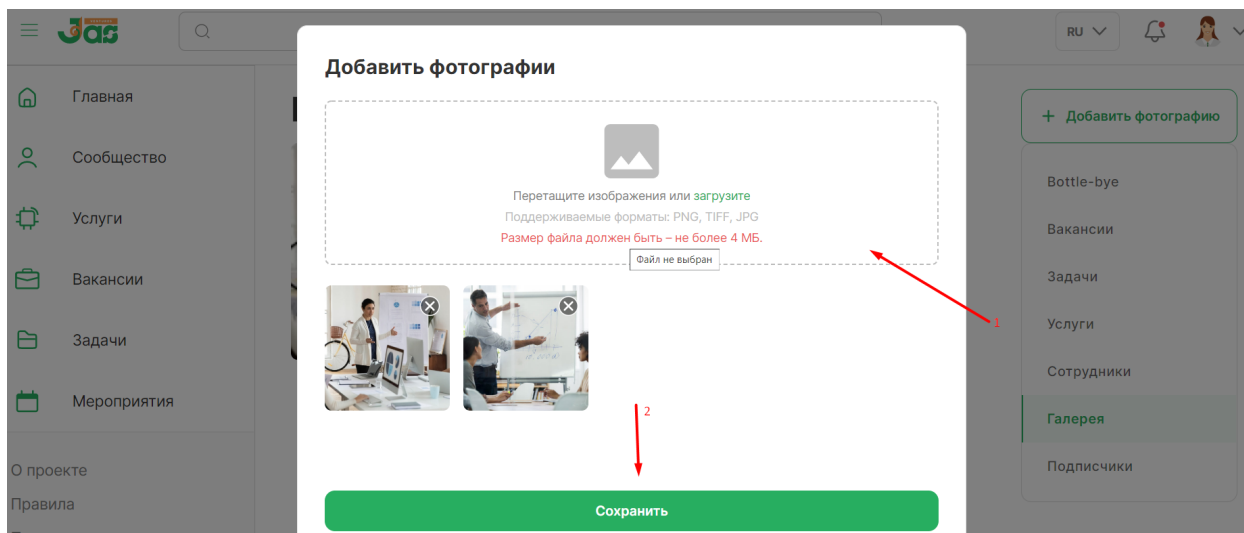 Jas
RU
Добавить фотографии
Главная
Сообщество
Услуги
Вакансии
Задачи
Мероприятия
О проекте
Правила
Перетащите изображения или загрузите
Поддерживаемые форматы: PNG, TIFF, JPG
Размер файла должен быть – не более 4 МБ.
Файл не выбран
1
2
Сохранить
+ Добавить фотографию
Bottle-bye
Вакансии
Задачи
Услуги
Сотрудники
Галерея
Подписчики